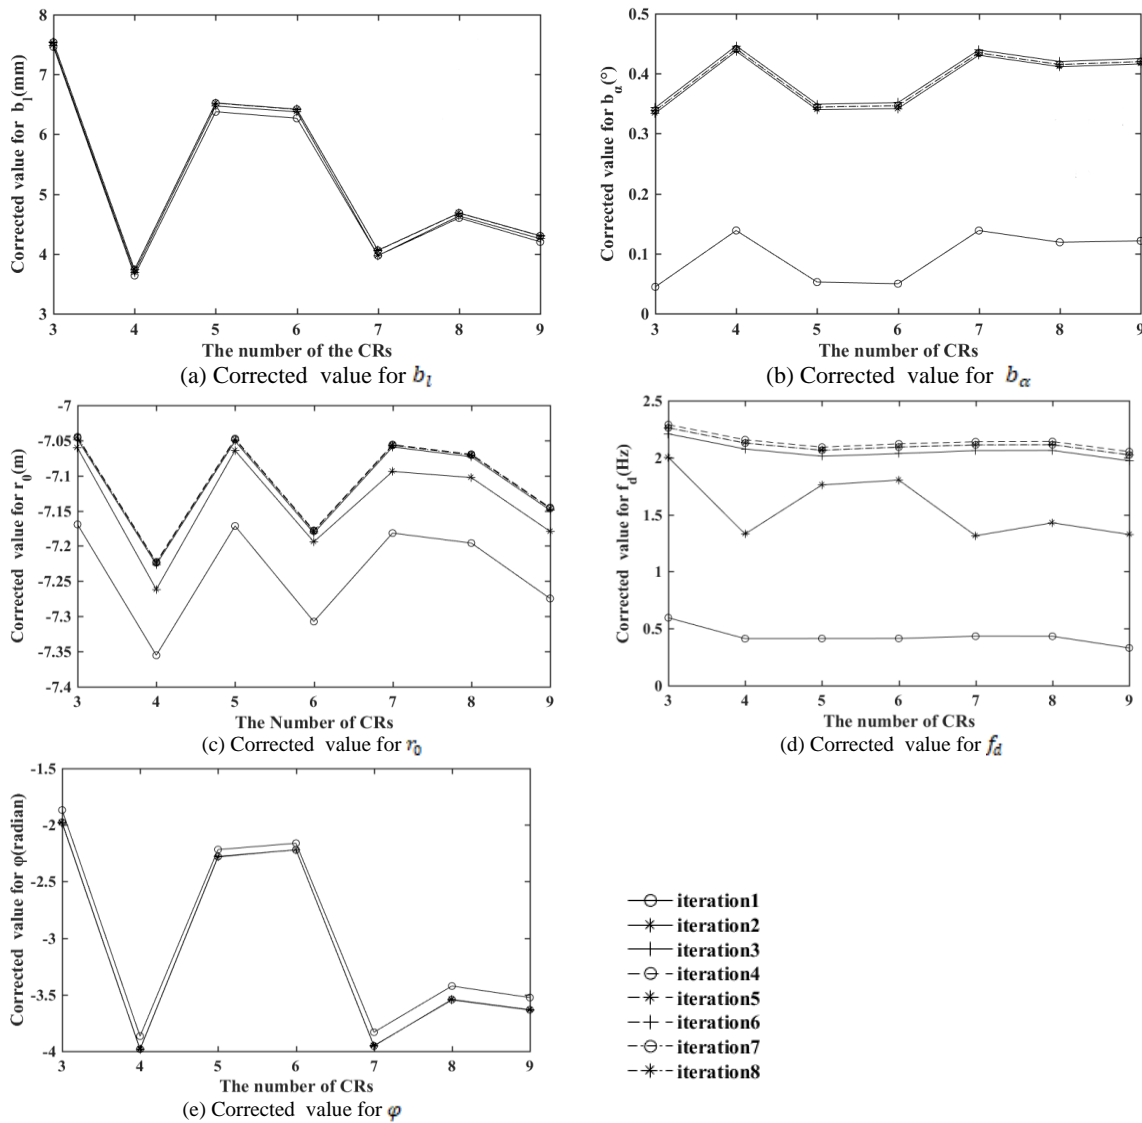 8
7
6
5
4
3
3 4 5 6 7 8 9
Corrected value for b_l(mm)
The number of the CRs
(a) Corrected value for b_l
0.5
0.4
0.3
0.2
0.1
0
3 4 5 6 7 8 9
Corrected value for b_α(°)
The number of CRs
(b) Corrected value for b_α
-7
-7.05
-7.1
-7.15
-7.2
-7.25
-7.3
-7.35
-7.4
3 4 5 6 7 8 9
Corrected value for r_0(m)
The Number of CRs
(c) Corrected value for r_0
2.5
2
1.5
1
0.5
0
3 4 5 6 7 8 9
Corrected value for f_d(Hz)
The number of CRs
(d) Corrected value for f_d
-1.5
-2
-2.5
-3
-3.5
-4
3 4 5 6 7 8 9
Corrected value for φ(radian)
The number of CRs
(e) Corrected value for φ
iteration1
iteration2
iteration3
iteration4
iteration5
iteration6
iteration7
iteration8